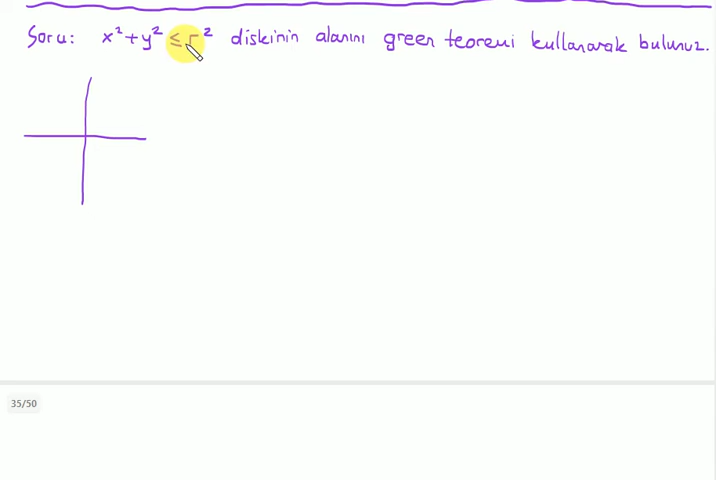 Soru: x² + y² ≤ r² diskinin alanını green teoremi kullanarak bulunuz.
35/50